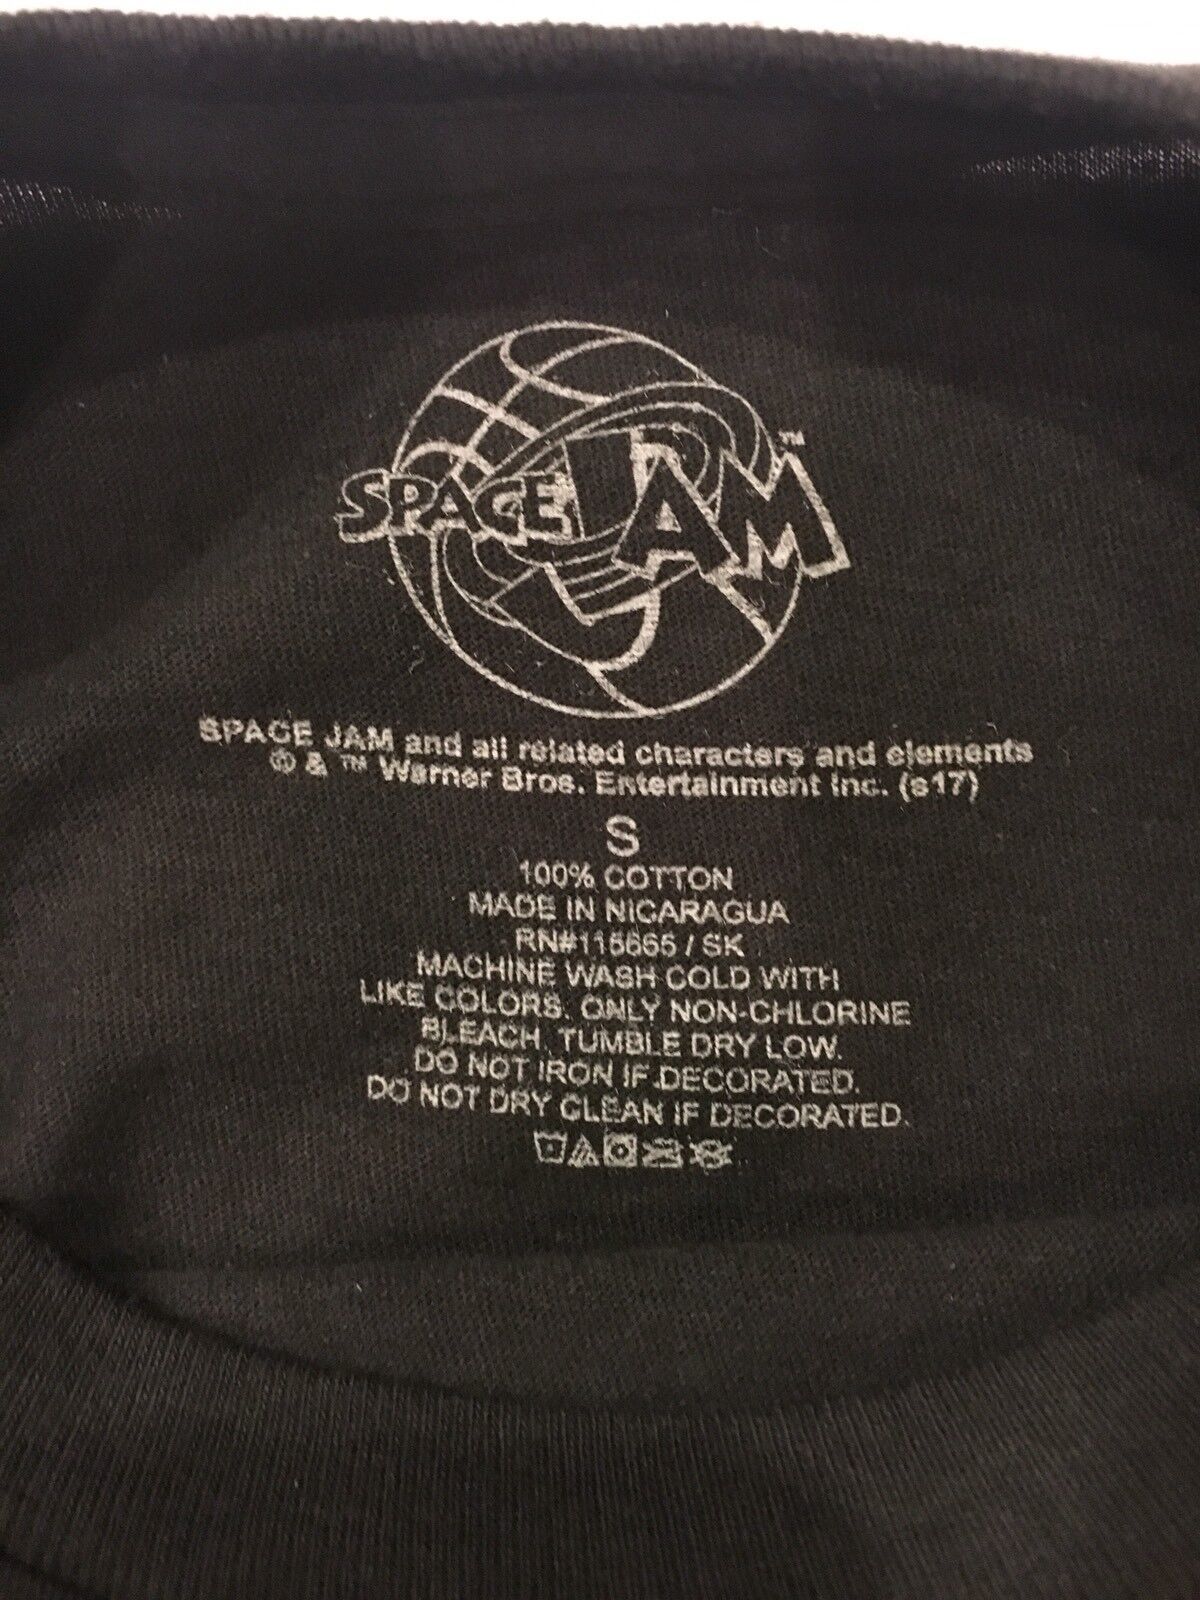 SPACE JAM ™
SPACE JAM and all related characters and elements
© & ™ Warner Bros. Entertainment Inc. (s17)
S
100% COTTON
MADE IN NICARAGUA
RN#115665 / SK
MACHINE WASH COLD WITH
LIKE COLORS. ONLY NON-CHLORINE
BLEACH. TUMBLE DRY LOW.
DO NOT IRON IF DECORATED.
DO NOT DRY CLEAN IF DECORATED.